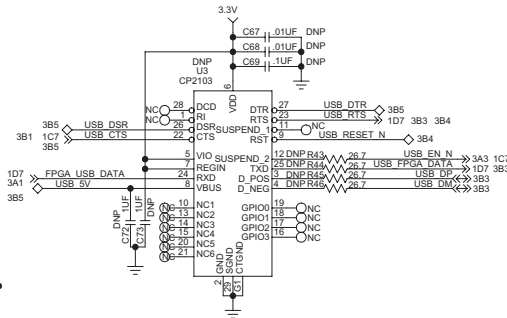 3.3V
C67 .01UF DNP
C68 .01UF DNP
C69 .1UF DNP
DNP
U3
CP2103
6
VDD
NC 28 DCD
NC 1 RI
3B5 USB_DSR 26 DSR
3B1 1C7 USB_CTS 22 CTS
3B5
5 VIO
7 REGIN
1D7 FPGA_USB_DATA 24 RXD
3A1
USB_5V 8 VBUS
3B5
DTR 27 USB_DTR 3B5
RTS 23 USB_RTS 1D7 3B3 3B4
SUSPEND_1 11 NC
RST 9 USB_RESET_N 3B4
SUSPEND_2 12 DNP R43 26.7 USB_EN_N 3A3 1C7
TXD 25 DNP R44 26.7 USB_FPGA_DATA 1D7 3B3
D_POS 3 DNP R45 26.7 USB_DP 3B3
D_NEG 4 DNP R46 26.7 USB_DM 3B3
DNP
C72 .1UF
C73 1UF
DNP
NC 10 NC1
NC 13 NC2
NC 14 NC3
NC 15 NC4
NC 20 NC5
NC 21 NC6
GPIO0 19 NC
GPIO1 18 NC
GPIO2 17 NC
GPIO3 16 NC
GND SGND CTGND
2 29 G1